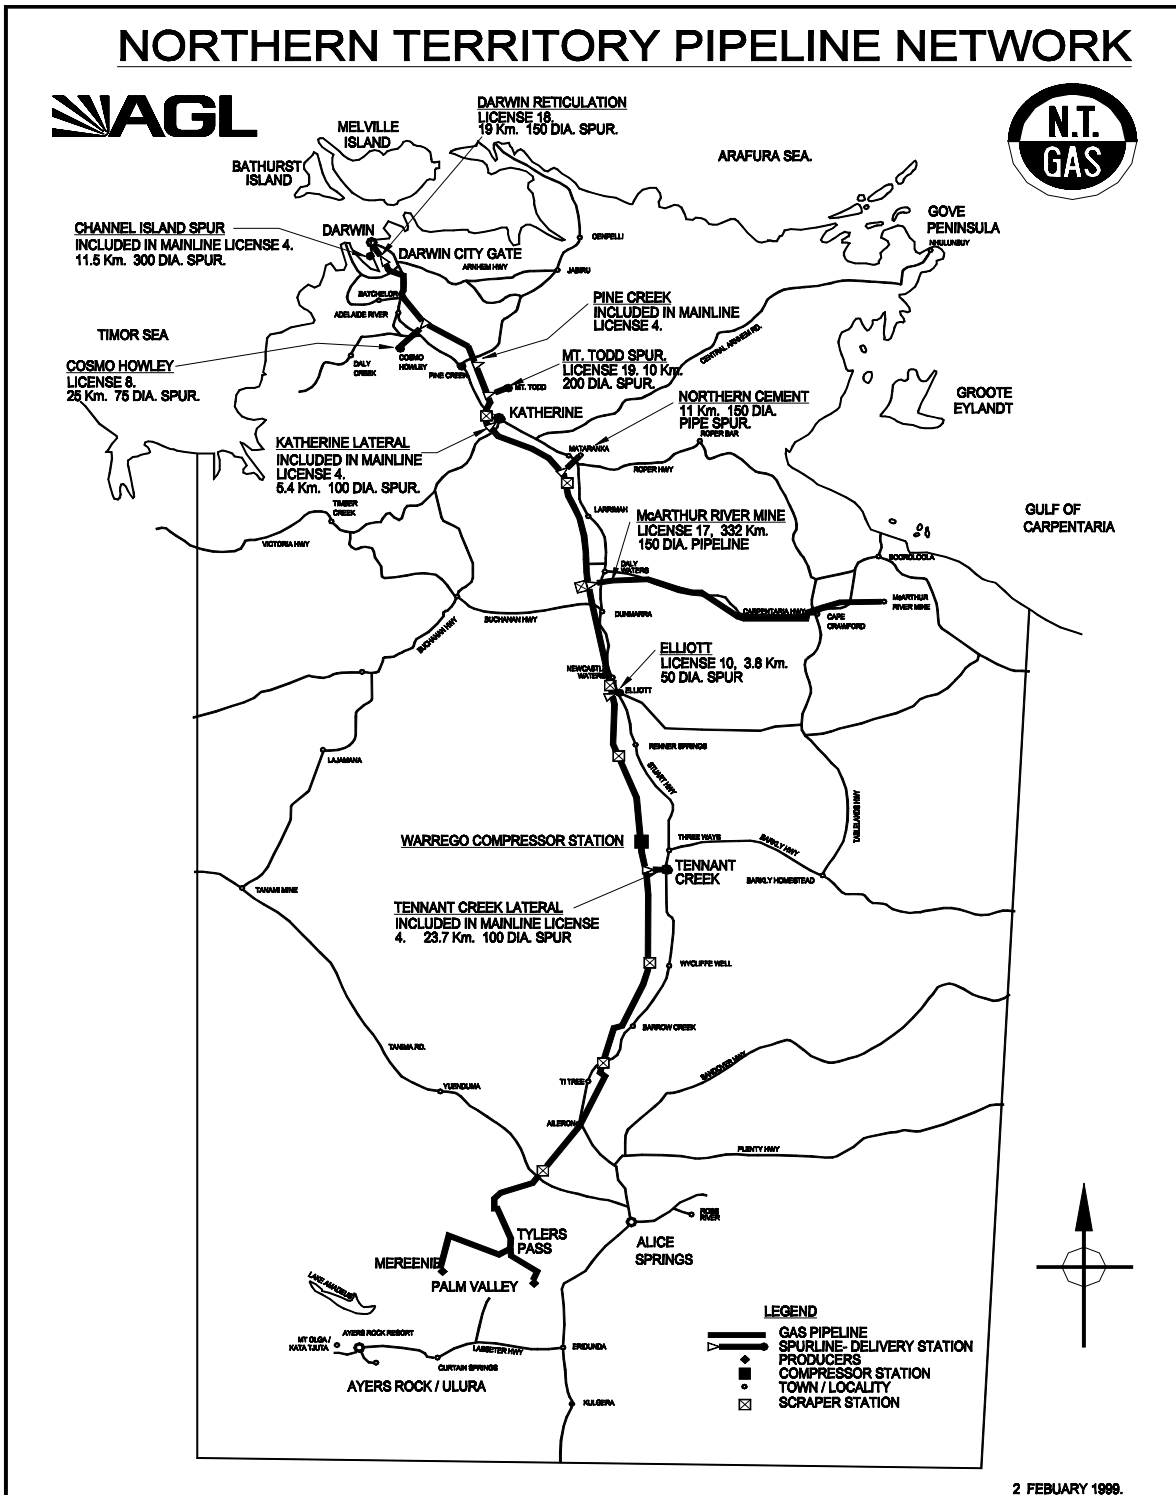 NORTHERN TERRITORY PIPELINE NETWORK
AGL
N.T.
GAS
DARWIN RETICULATION
LICENSE 18.
19 Km. 150 DIA. SPUR.
MELVILLE
ISLAND
BATHURST
ISLAND
ARAFURA SEA.
GOVE
PENINSULA
NHULUNBUY
CHANNEL ISLAND SPUR
INCLUDED IN MAINLINE LICENSE 4.
11.5 Km. 300 DIA. SPUR.
DARWIN
DARWIN CITY GATE
OENPELLI
ARNHEM HWY
JABIRU
BATCHELOR
ADELAIDE RIVER
PINE CREEK
INCLUDED IN MAINLINE
LICENSE 4.
TIMOR SEA
CENTRAL ARNHEM RD.
COSMO HOWLEY
LICENSE 8.
25 Km. 75 DIA. SPUR.
DALY
CREEK
COSMO
HOWLEY
PINE CREEK
MT. TODD SPUR.
LICENSE 19. 10 Km.
200 DIA. SPUR.
MT. TODD
NORTHERN CEMENT
11 Km. 150 DIA.
PIPE SPUR.
GROOTE
EYLANDT
KATHERINE
ROPER BAR
KATHERINE LATERAL
INCLUDED IN MAINLINE
LICENSE 4.
5.4 Km. 100 DIA. SPUR.
MATARANKA
ROPER HWY
TIMBER
CREEK
VICTORIA HWY
LARRIMAH
McARTHUR RIVER MINE
LICENSE 17, 332 Km.
150 DIA. PIPELINE
GULF OF
CARPENTARIA
BOOROLOOLA
DALY
WATERS
McARTHUR
RIVER MINE
BUCHANAN HWY
BUCHANAN HWY
DUNMARRA
CARPENTARIA HWY
CAPE
CRAWFORD
ELLIOTT
LICENSE 10, 3.8 Km.
50 DIA. SPUR
NEWCASTLE
WATERS
ELLIOTT
RENNER SPRINGS
LAJAMANA
STUART HWY
TABLELANDS HWY
WARREGO COMPRESSOR STATION
THREE WAYS
BARKLY HWY
TENNANT
CREEK
BARKLY HOMESTEAD
TANAMI MINE
TENNANT CREEK LATERAL
INCLUDED IN MAINLINE LICENSE
4. 23.7 Km. 100 DIA. SPUR
WYCLIFFE WELL
BARROW CREEK
TANIMA RD.
SANDOVER HWY
TI TREE
YUENDUMA
AILERON
PLENTY HWY
ROSS
RIVER
TYLERS
PASS
ALICE
SPRINGS
MEREENIE
PALM VALLEY
LAKE AMADEUS
LEGEND
GAS PIPELINE
SPURLINE- DELIVERY STATION
PRODUCERS
COMPRESSOR STATION
TOWN / LOCALITY
SCRAPER STATION
MT OLGA /
KATA TJUTA
AYERS ROCK RESORT
LASSETER HWY
ERIDUNDA
CURTAIN SPRINGS
AYERS ROCK / ULURA
KULGERA
2 FEBUARY 1999.